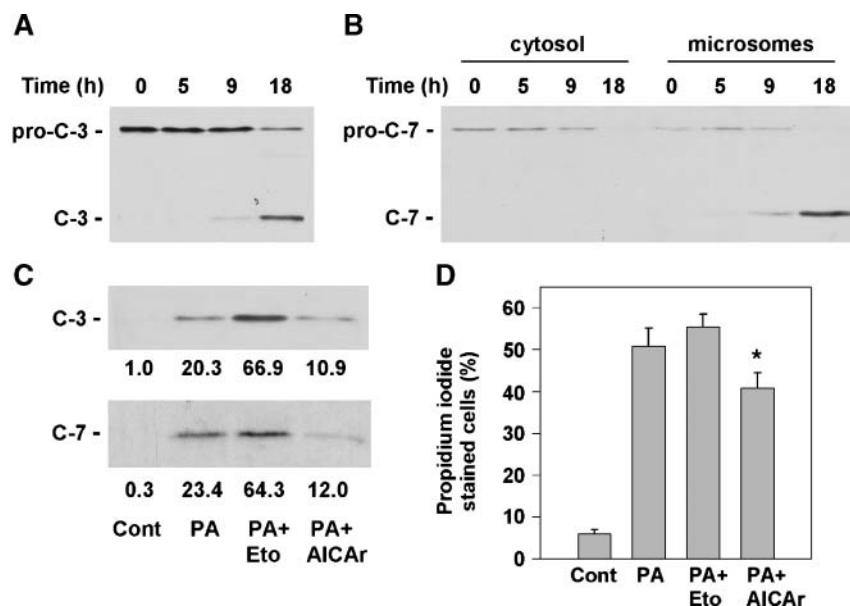 A
Time (h) 0 5 9 18
pro-C-3 -
C-3 -
B
cytosol microsomes
0 5 9 18 0 5 9 18
Time (h)
pro-C-7 -
C-7 -
C
C-3 -
1.0 20.3 66.9 10.9
C-7 -
0.3 23.4 64.3 12.0
Cont PA PA+ PA+
Eto AICAr
D
Propidium iodide
stained cells (%)
60
50
40
30
20
10
0
*
Cont PA PA+ PA+
Eto AICAr